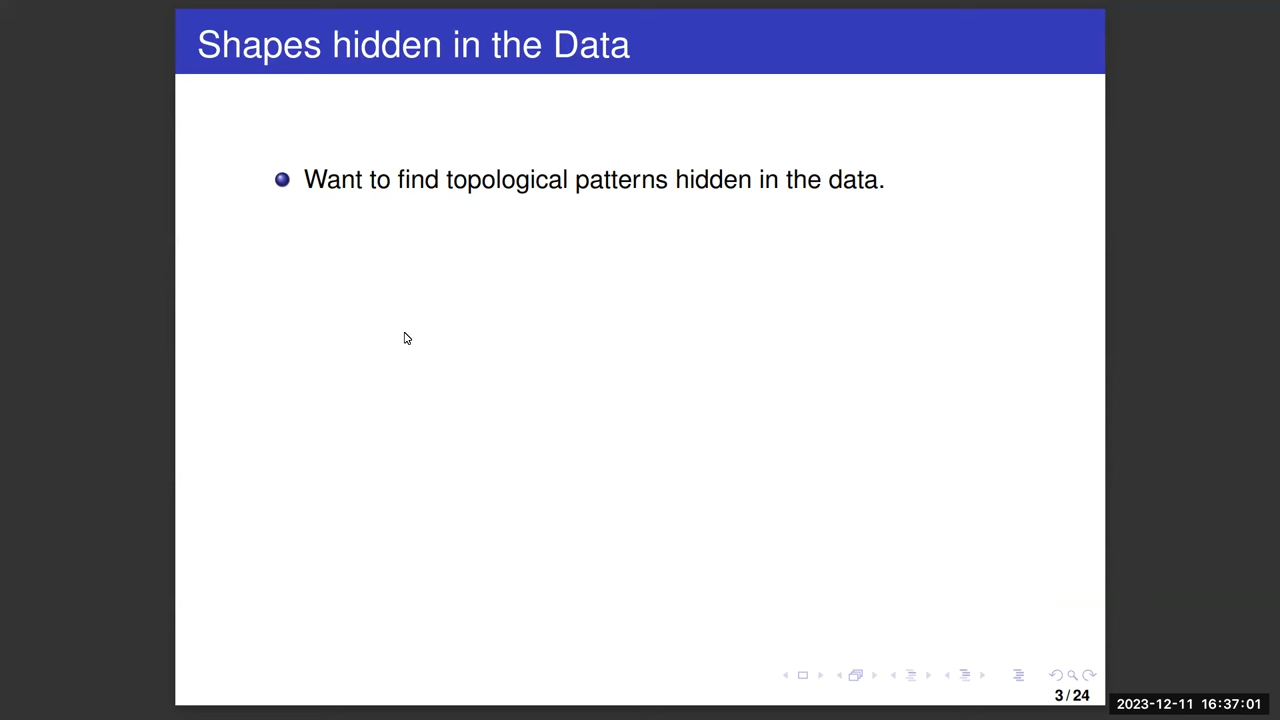 Shapes hidden in the Data
Want to find topological patterns hidden in the data.
3 / 24
2023-12-11 16:37:01